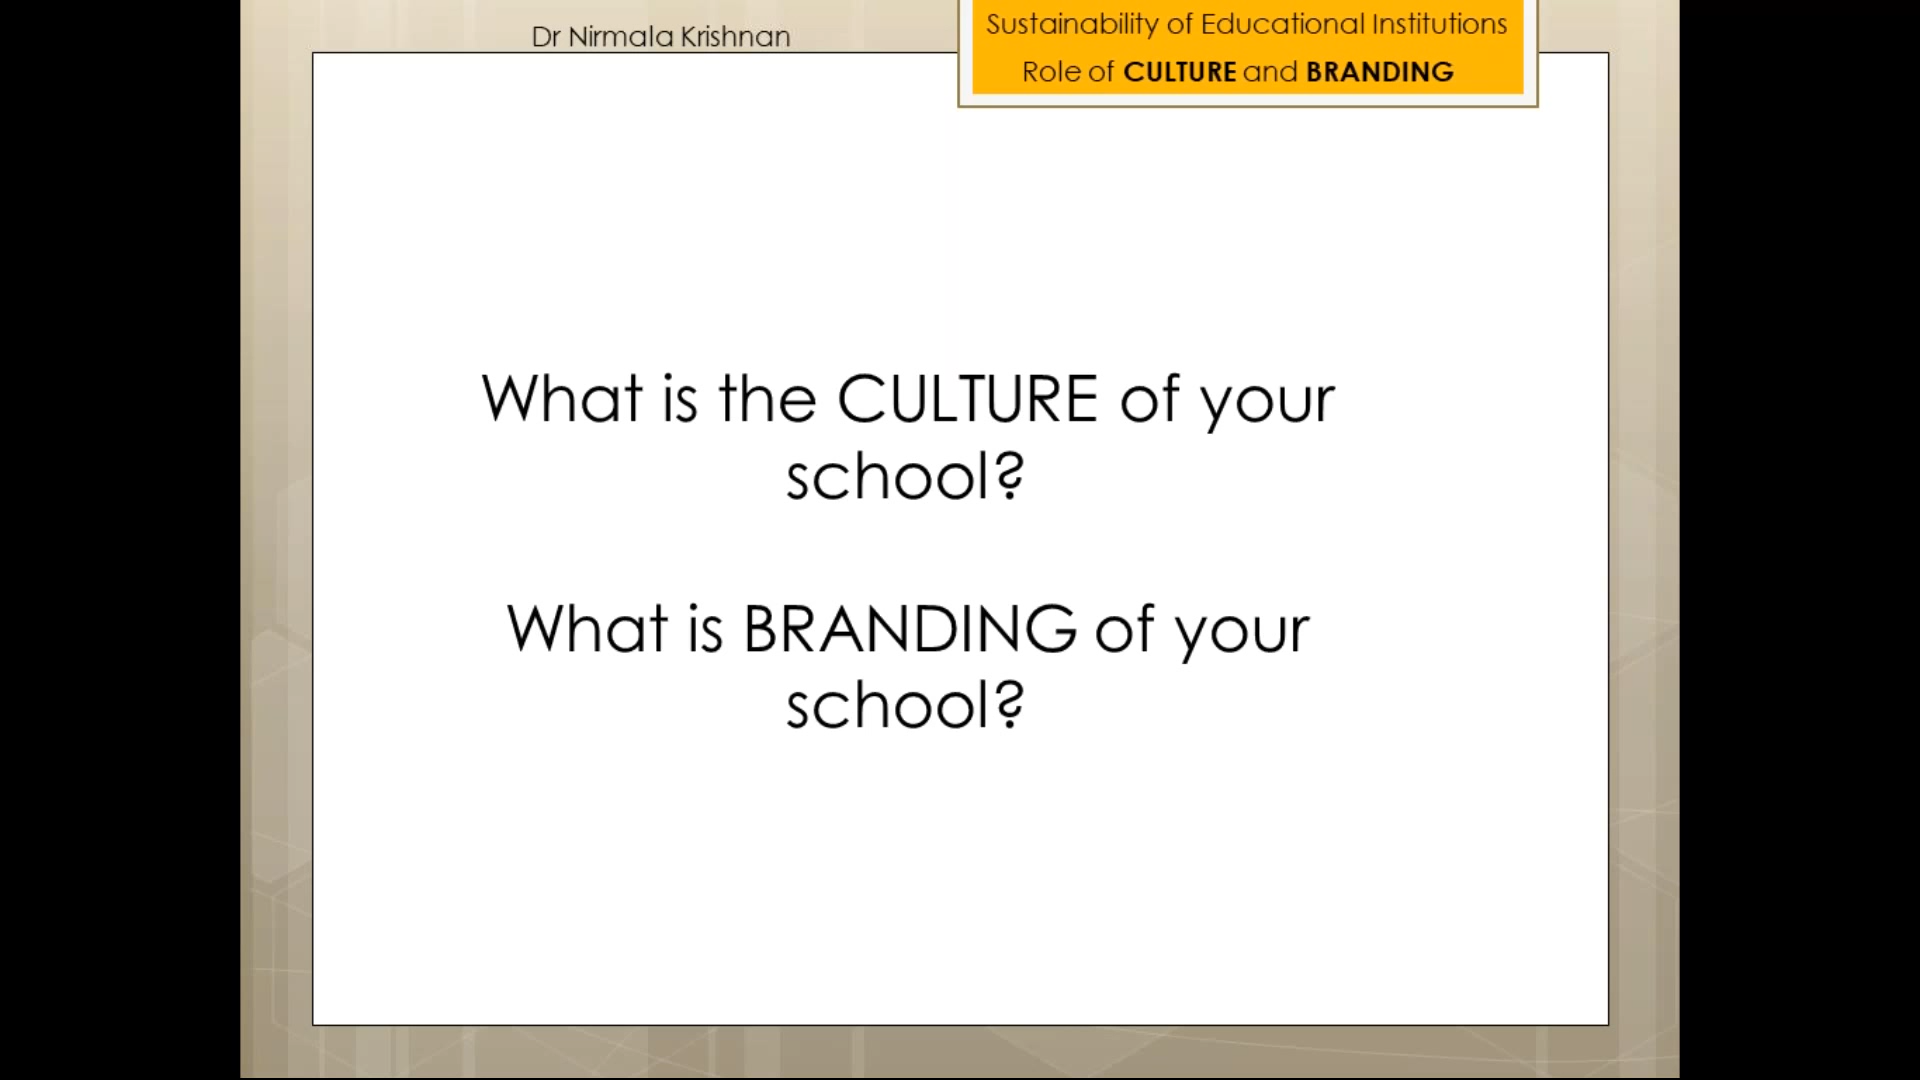 Dr Nirmala Krishnan
Sustainability of Educational Institutions
Role of CULTURE and BRANDING
What is the CULTURE of your
school?
What is BRANDING of your
school?